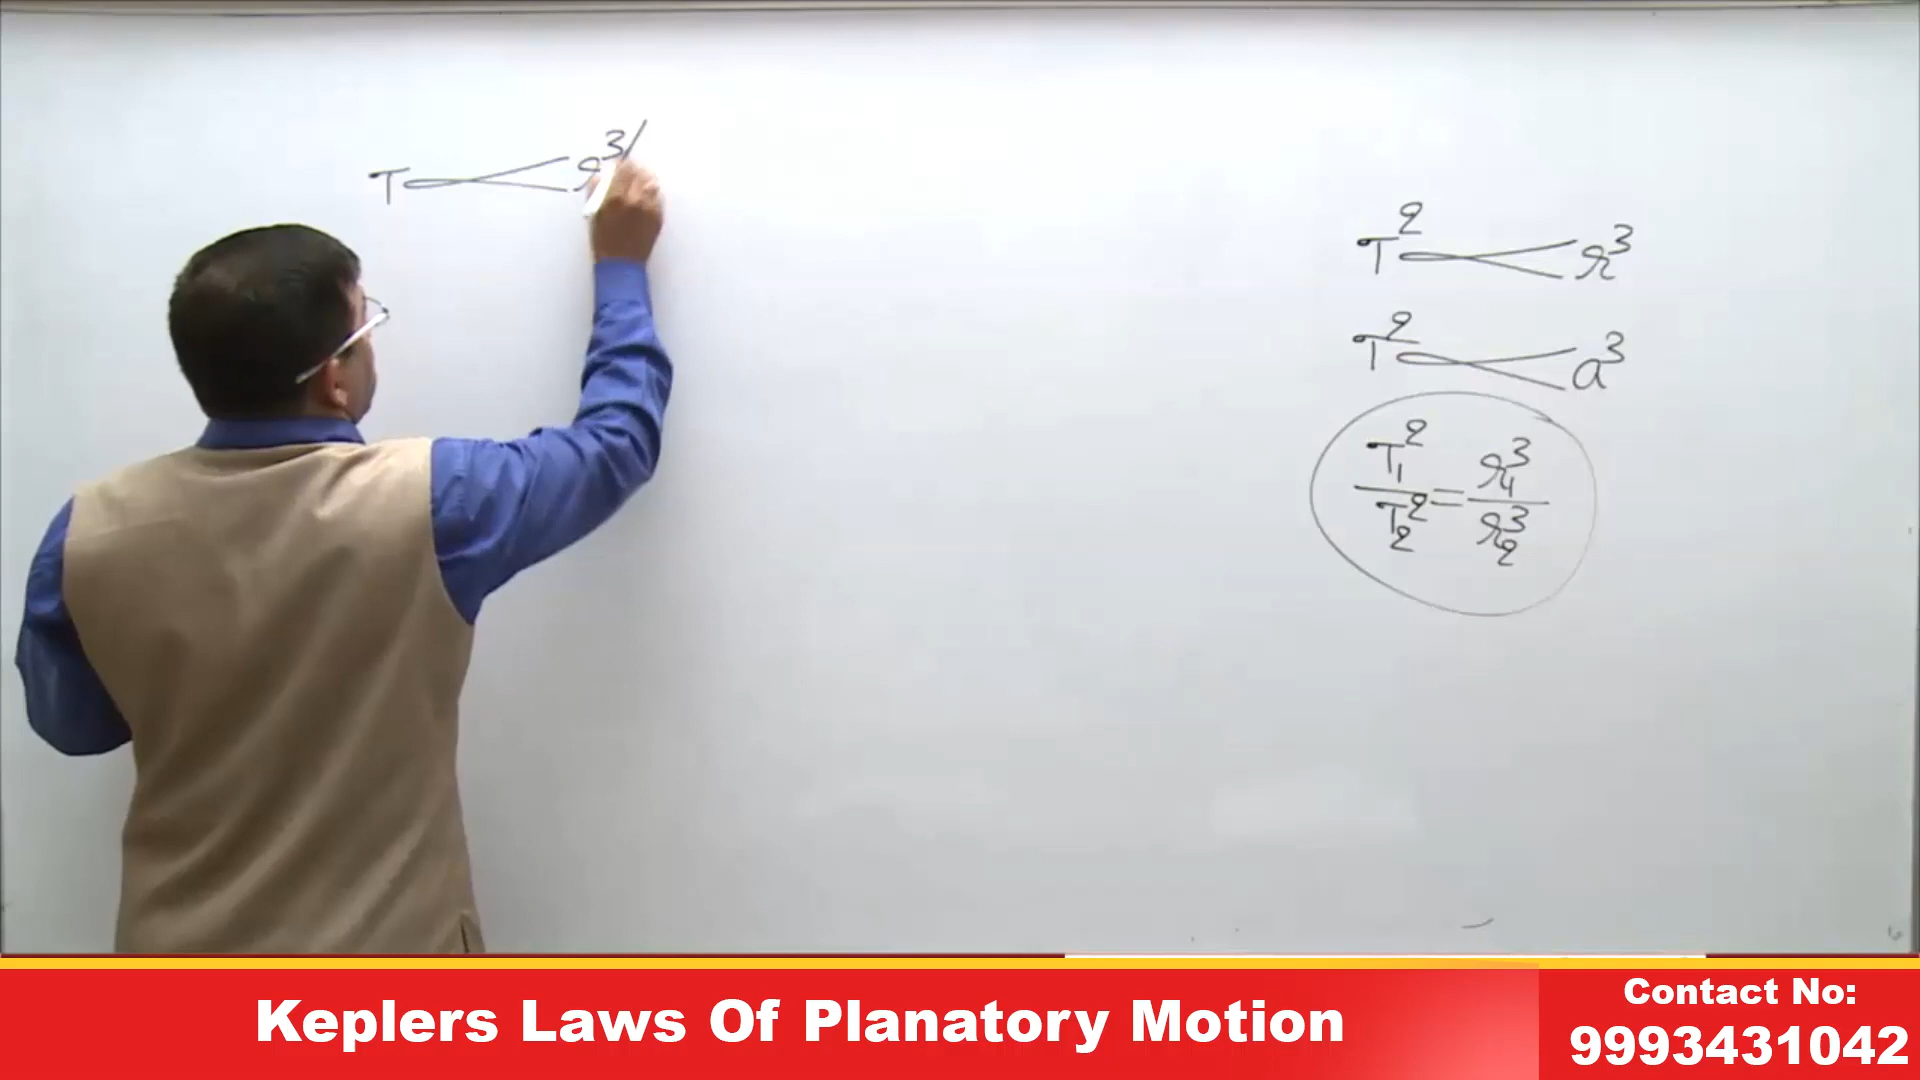 T ∝ r^3/
T^2 ∝ r^3
T^2 ∝ a^3
T₁^2/T₂^2 = r₁^3/r₂^3
Keplers Laws Of Planatory Motion
Contact No:
9993431042